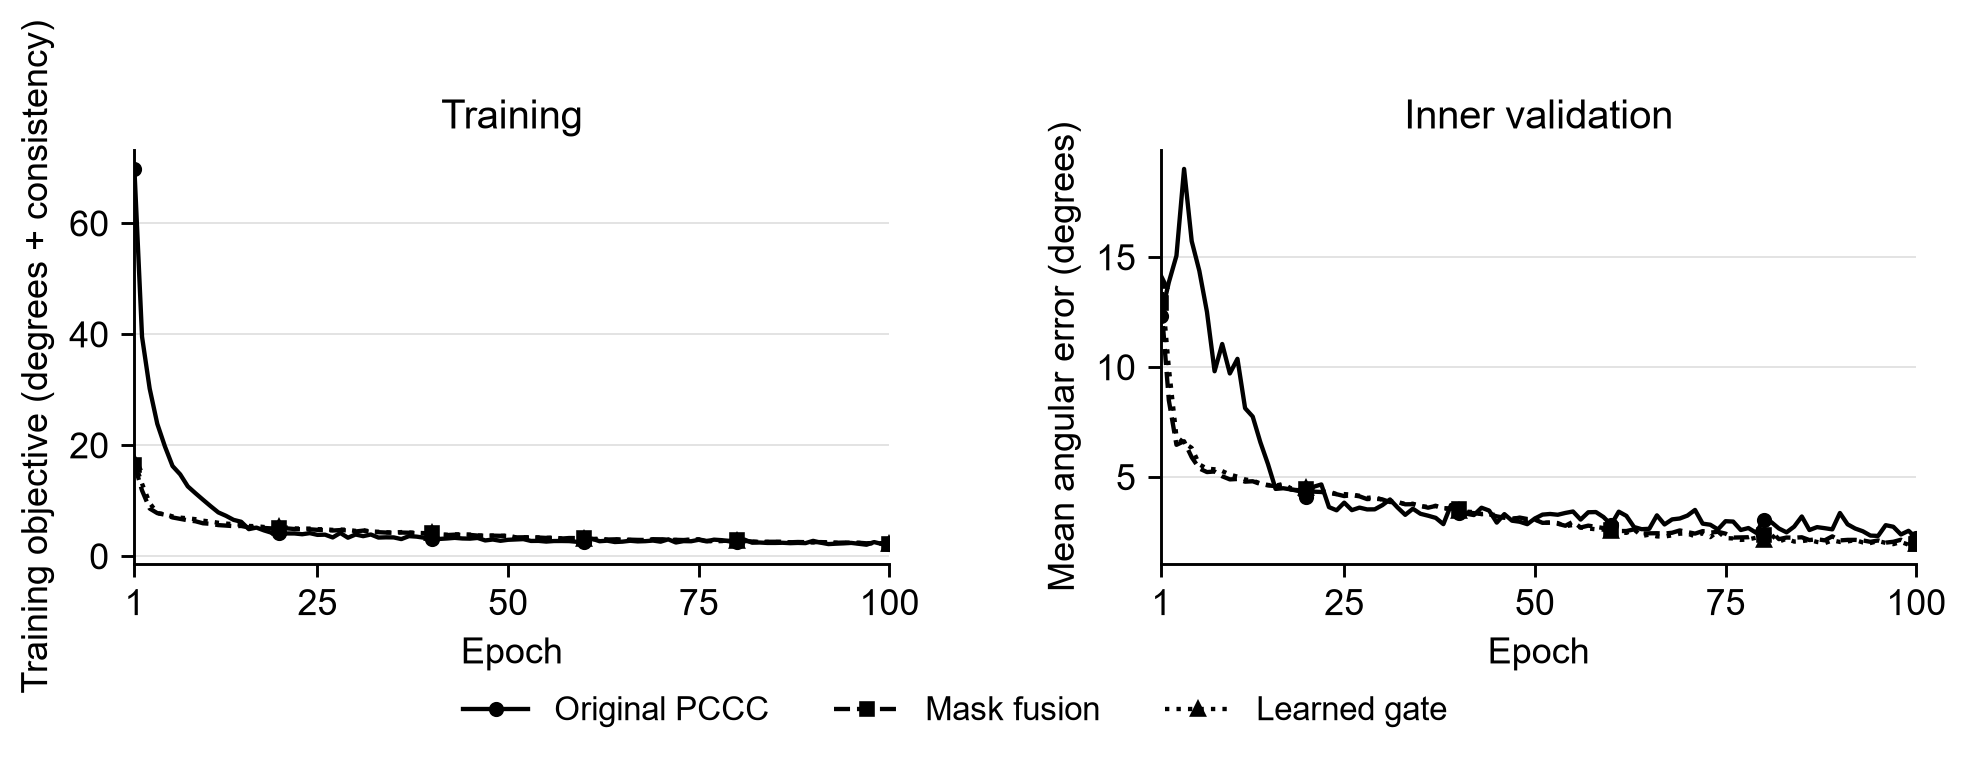 Training
Training objective (degrees + consistency)
60
40
20
0
1 25 50 75 100
Epoch
Inner validation
Mean angular error (degrees)
15
10
5
1 25 50 75 100
Epoch
Original PCCC Mask fusion Learned gate